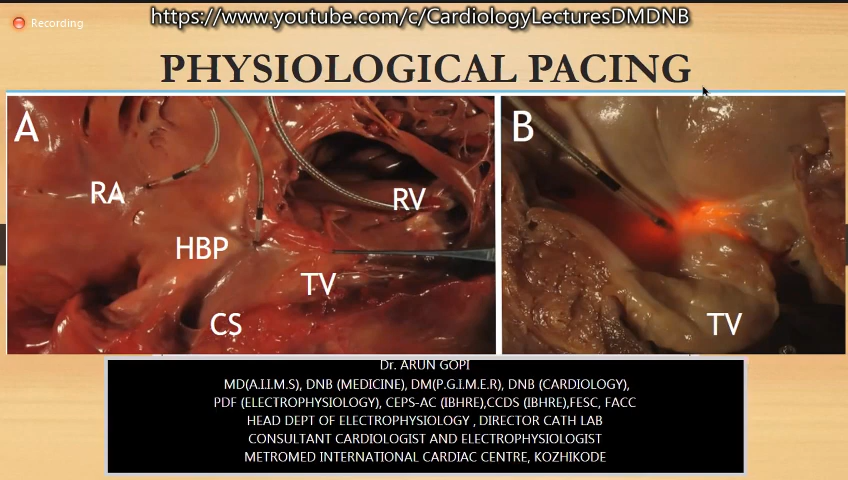 https://www.youtube.com/c/CardiologyLecturesDMDNB
Recording
PHYSIOLOGICAL PACING
A
RA
RV
HBP
TV
CS
B
TV
Dr. ARUN GOPI
MD(A.I.I.M.S), DNB (MEDICINE), DM(P.G.I.M.E.R), DNB (CARDIOLOGY),
PDF (ELECTROPHYSIOLOGY), CEPS-AC (IBHRE),CCDS (IBHRE),FESC, FACC
HEAD DEPT OF ELECTROPHYSIOLOGY , DIRECTOR CATH LAB
CONSULTANT CARDIOLOGIST AND ELECTROPHYSIOLOGIST
METROMED INTERNATIONAL CARDIAC CENTRE, KOZHIKODE